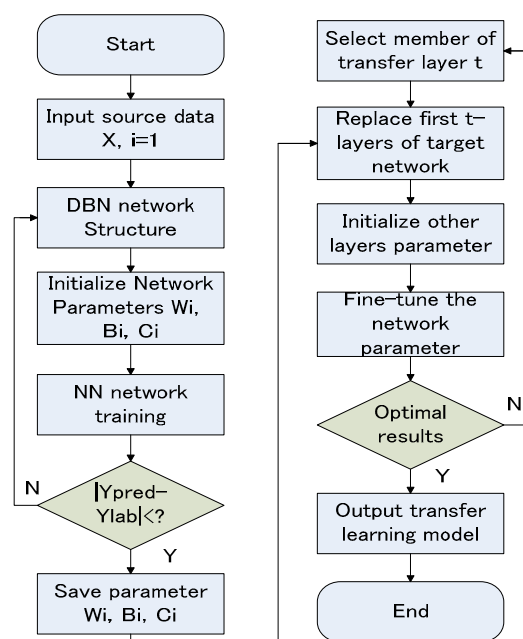 Start
Input source data
X, i=1
DBN network
Structure
Initialize Network
Parameters Wi,
Bi, Ci
NN network
training
N
|Ypred-
Ylab|<?
Y
Save parameter
Wi, Bi, Ci
Select member of
transfer layer t
Replace first t-
layers of target
network
Initialize other
layers parameter
Fine-tune the
network
parameter
Optimal
results
N
Y
Output transfer
learning model
End